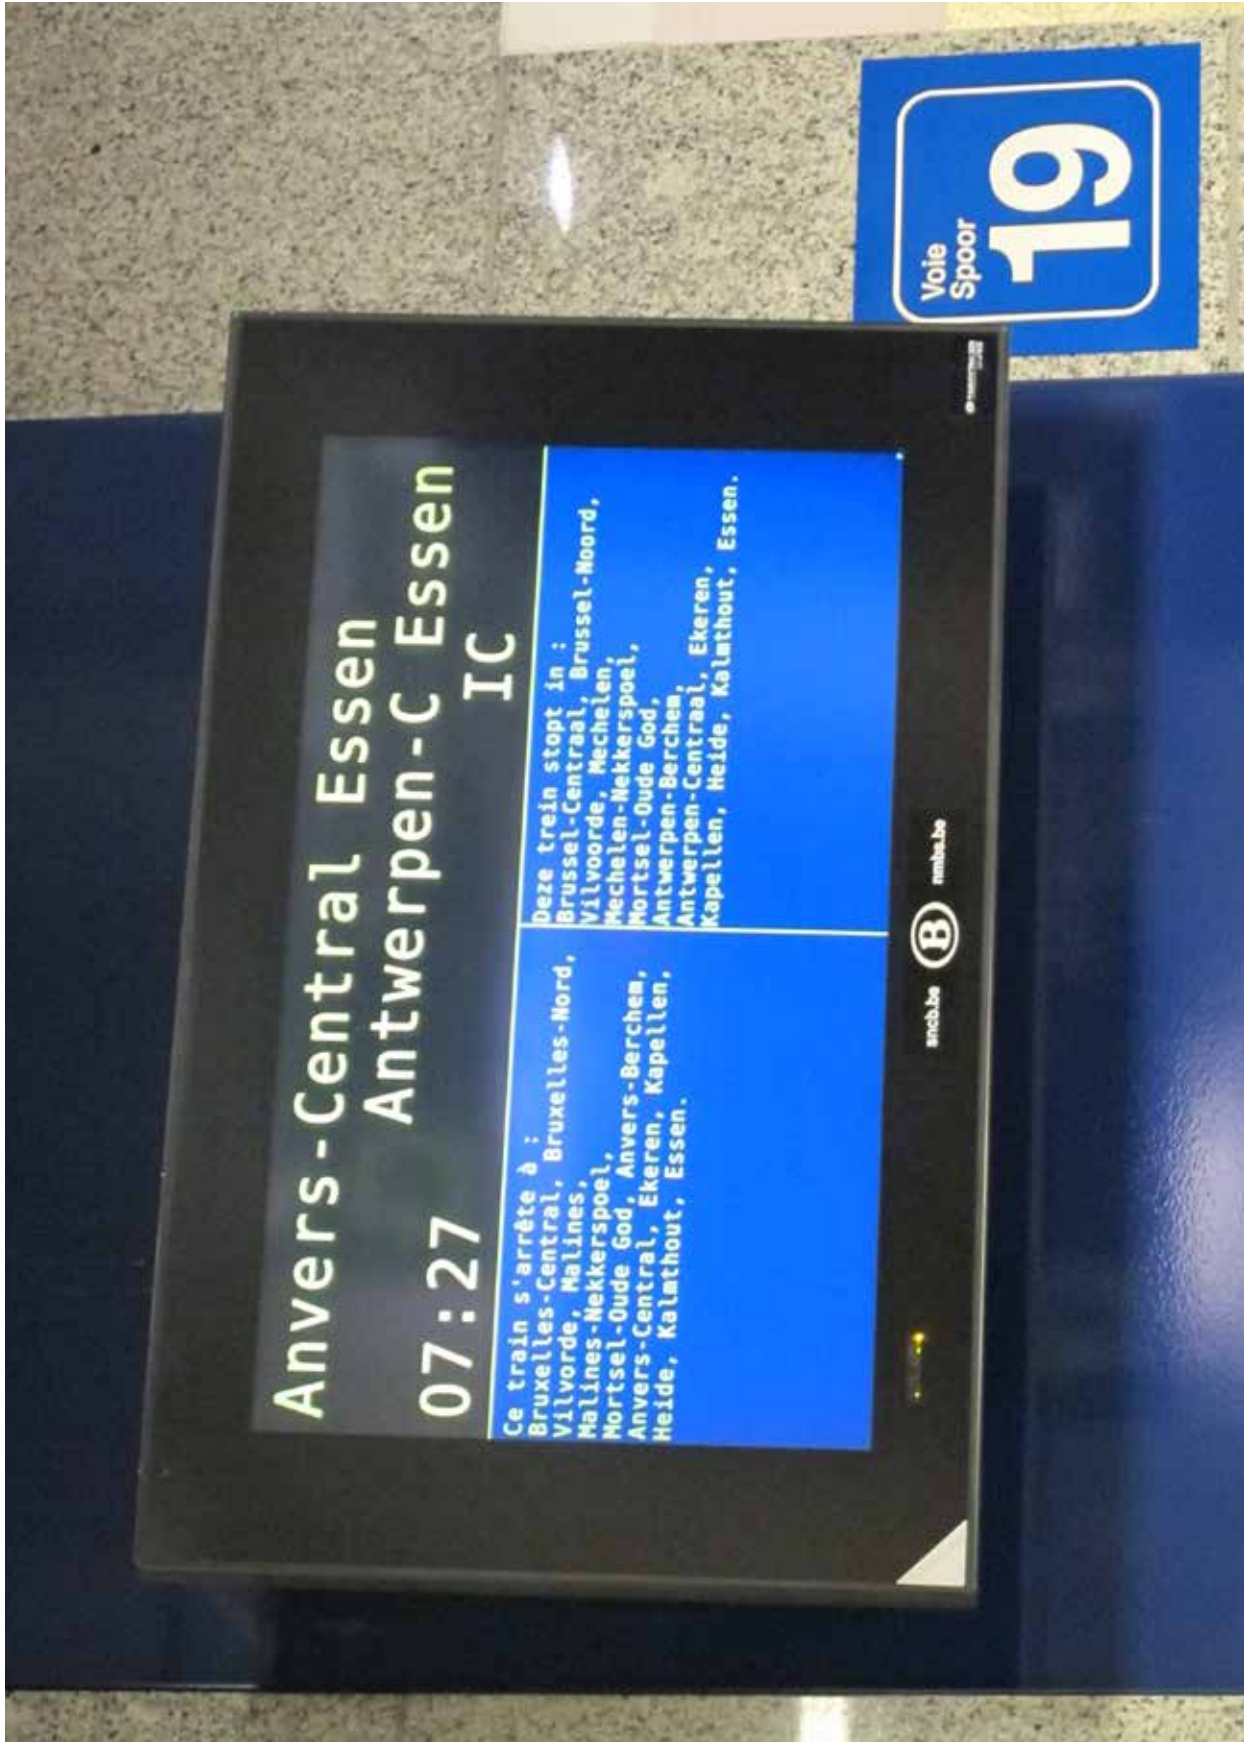 Anvers-Central Essen
Antwerpen-C Essen
07:27
IC
Ce train s'arrête à :
Bruxelles-Central, Bruxelles-Nord,
Vilvorde, Malines,
Malines-Nekkerspoel,
Mortsel-Oude God, Anvers-Berchem,
Anvers-Central, Ekeren, Kapellen,
Heide, Kalmthout, Essen.
Deze trein stopt in :
Brussel-Centraal, Brussel-Noord,
Vilvoorde, Mechelen,
Mechelen-Nekkerspoel,
Mortsel-Oude God,
Antwerpen-Berchem,
Antwerpen-Centraal, Ekeren,
Kapellen, Heide, Kalmthout, Essen.
sncb.be B nmbs.be
Voie
Spoor
19